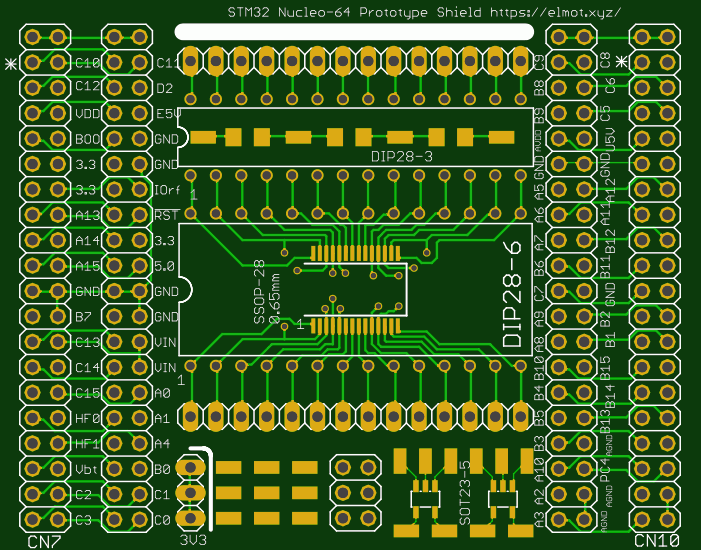 STM32 Nucleo-64 Prototype Shield https://elmot.xyz/
C10
C12
VDD
BOO
3.3
3.3
A13
A14
A15
GND
B7
C13
C14
C15
HF0
HF1
Vbt
C2
C3
CN7
C11
D2
E5V
GND
GND
IOrf
RST
3.3
5.0
GND
GND
VIN
VIN
A0
A1
A4
B0
C1
C0
3V3
DIP28-3
1
SSOP-28
0.65mm
1
DIP28-6
1
SOT23-5
C9
B8
B9
AVDD
GND
A5
A6
A7
B6
C7
A9
A8
B10
B4
B5
B3
A10
A2
A3
C8
C6
C5
U5V
A12
A11
B12
B11
GND
B2
B1
B15
B14
B13
AGND
PC4
AGND
AGND
CN10